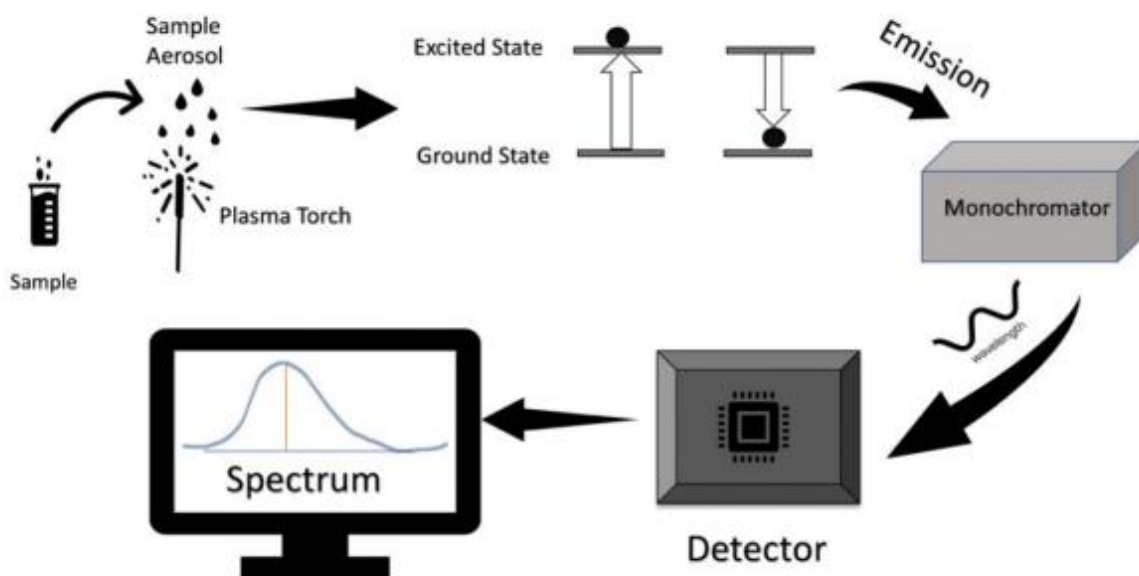 Sample
Aerosol
Plasma Torch
Sample
Excited State
Ground State
Emission
Monochromator
wavelength
Detector
Spectrum